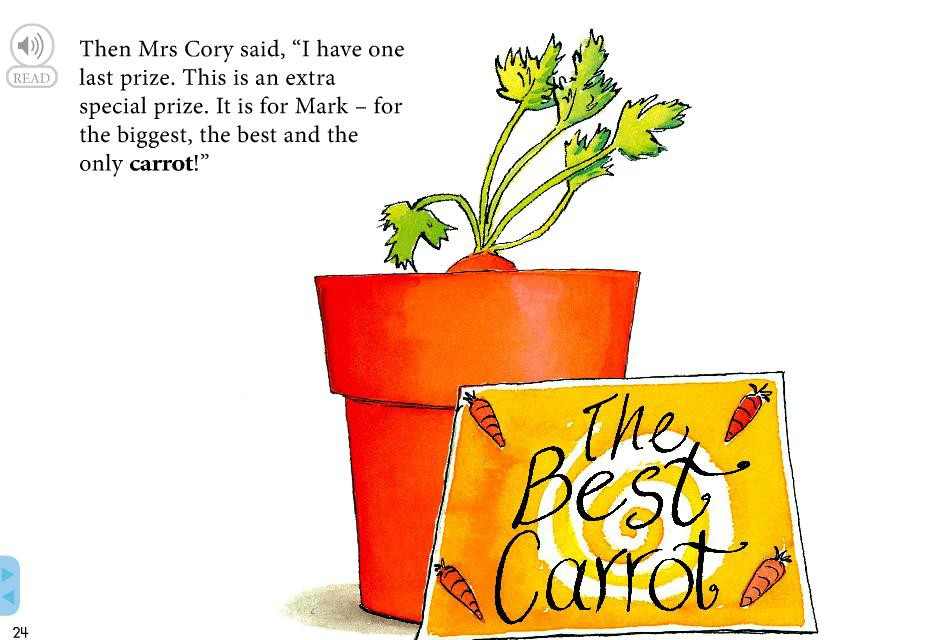 Then Mrs Cory said, “I have one
last prize. This is an extra
special prize. It is for Mark – for
the biggest, the best and the
only carrot!”
READ
The
Best
Carrot
24